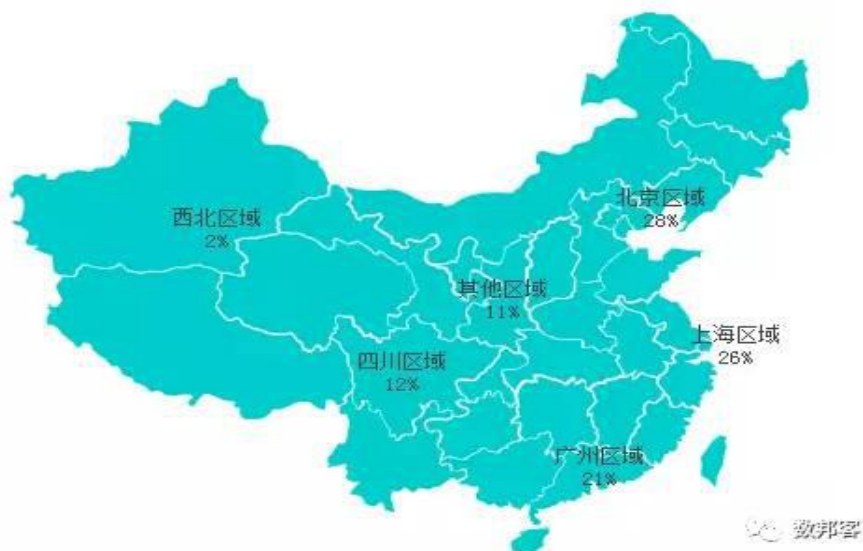 北京区域
28%
西北区域
2%
其他区域
11%
上海区域
26%
四川区域
12%
广州区域
21%
数邦客